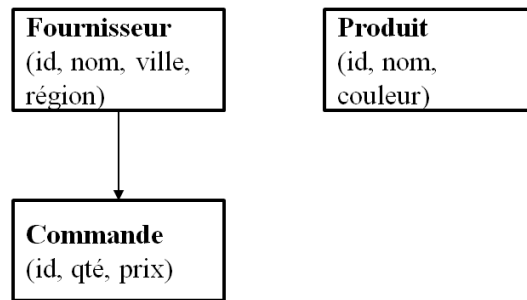 Fournisseur
(id, nom, ville,
région)
Produit
(id, nom,
couleur)
Commande
(id, qté, prix)